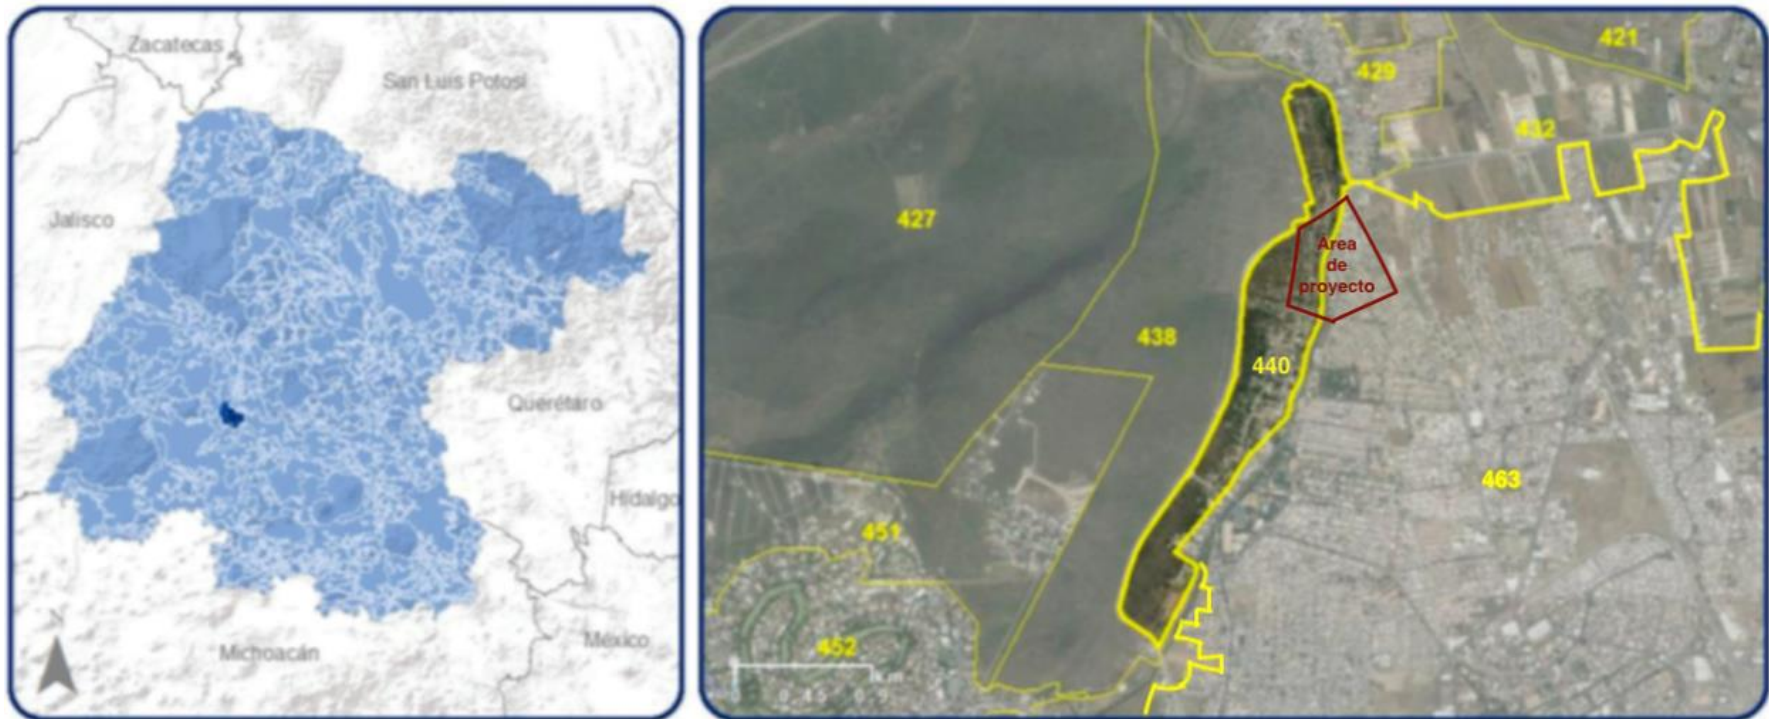 Zacatecas
San Luis Potosí
Jalisco
Querétaro
Hidalgo
México
Michoacán
421
429
432
427
Área
de
proyecto
438
440
463
451
452